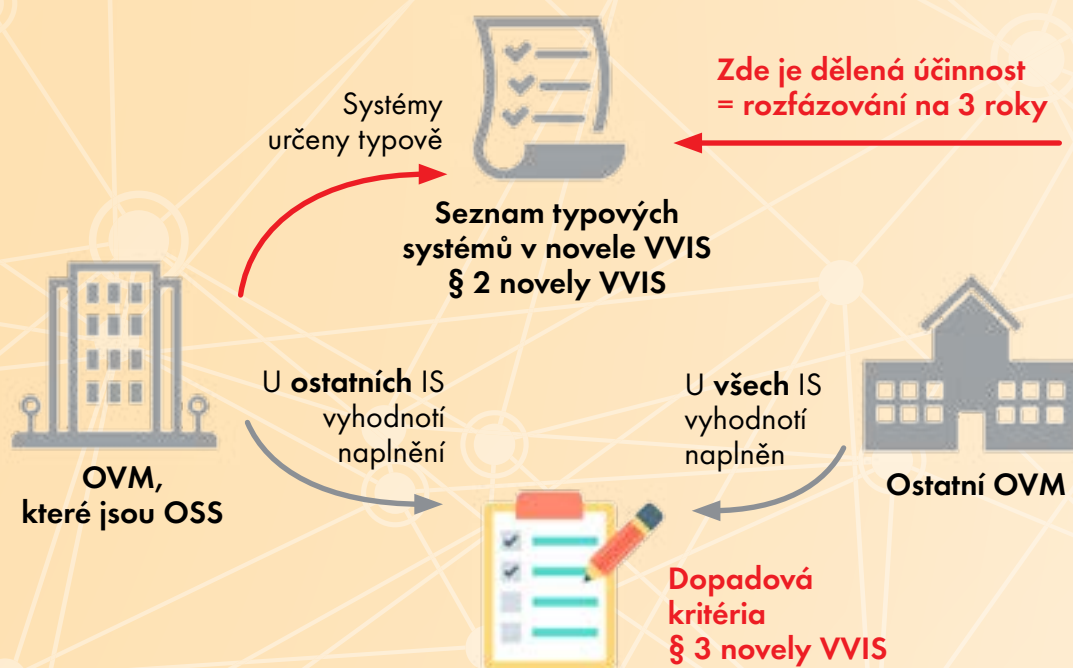 Zde je dělená účinnost
= rozfázování na 3 roky
Systémy
určeny typově
Seznam typových
systémů v novele VVIS
§ 2 novely VVIS
U ostatních IS
vyhodnotí
naplnění
U všech IS
vyhodnotí
naplněn
OVM,
které jsou OSS
Ostatní OVM
Dopadová
kritéria
§ 3 novely VVIS